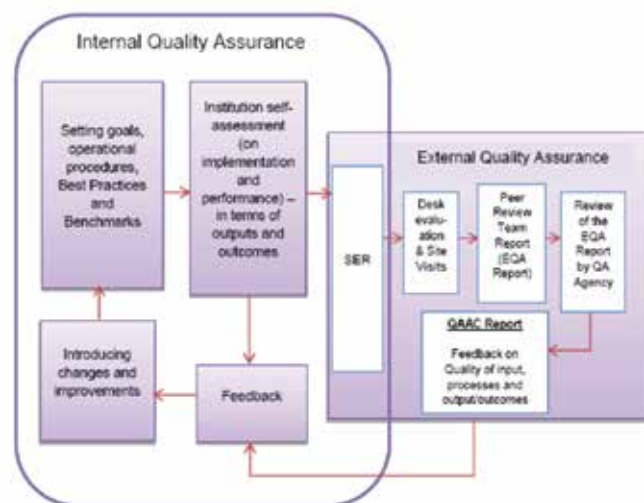 Internal Quality Assurance
Setting goals,
operational
procedures,
Best Practices
and
Benchmarks
Institution self-
assessment
(on
implementation
and
performance) –
in terms of
outputs and
outcomes
External Quality Assurance
SER
Desk
evalu-
ation
& Site
Visits
Peer
Review
Team
Report
(EQA
Report)
Review
of the
EQA
Report
by QA
Agency
QAAC Report
Feedback on
Quality of input,
processes and
output/outcomes
Introducing
changes and
improvements
Feedback